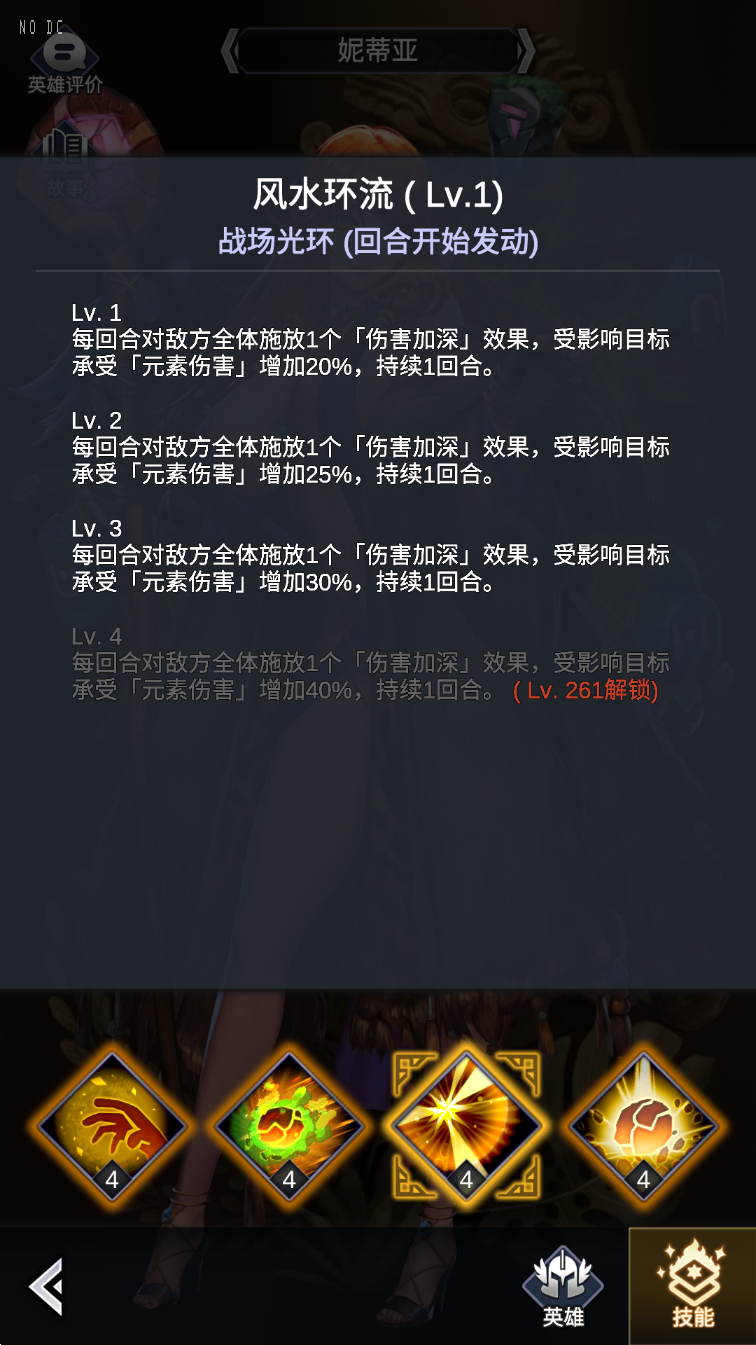 NO DC
妮蒂亚
英雄评价
故事
风水环流 ( Lv.1)
战场光环 (回合开始发动)
Lv. 1
每回合对敌方全体施放1个「伤害加深」效果，受影响目标
承受「元素伤害」增加20%，持续1回合。
Lv. 2
每回合对敌方全体施放1个「伤害加深」效果，受影响目标
承受「元素伤害」增加25%，持续1回合。
Lv. 3
每回合对敌方全体施放1个「伤害加深」效果，受影响目标
承受「元素伤害」增加30%，持续1回合。
Lv. 4
每回合对敌方全体施放1个「伤害加深」效果，受影响目标
承受「元素伤害」增加40%，持续1回合。 ( Lv. 261解锁)
4 4 4 4
英雄 技能